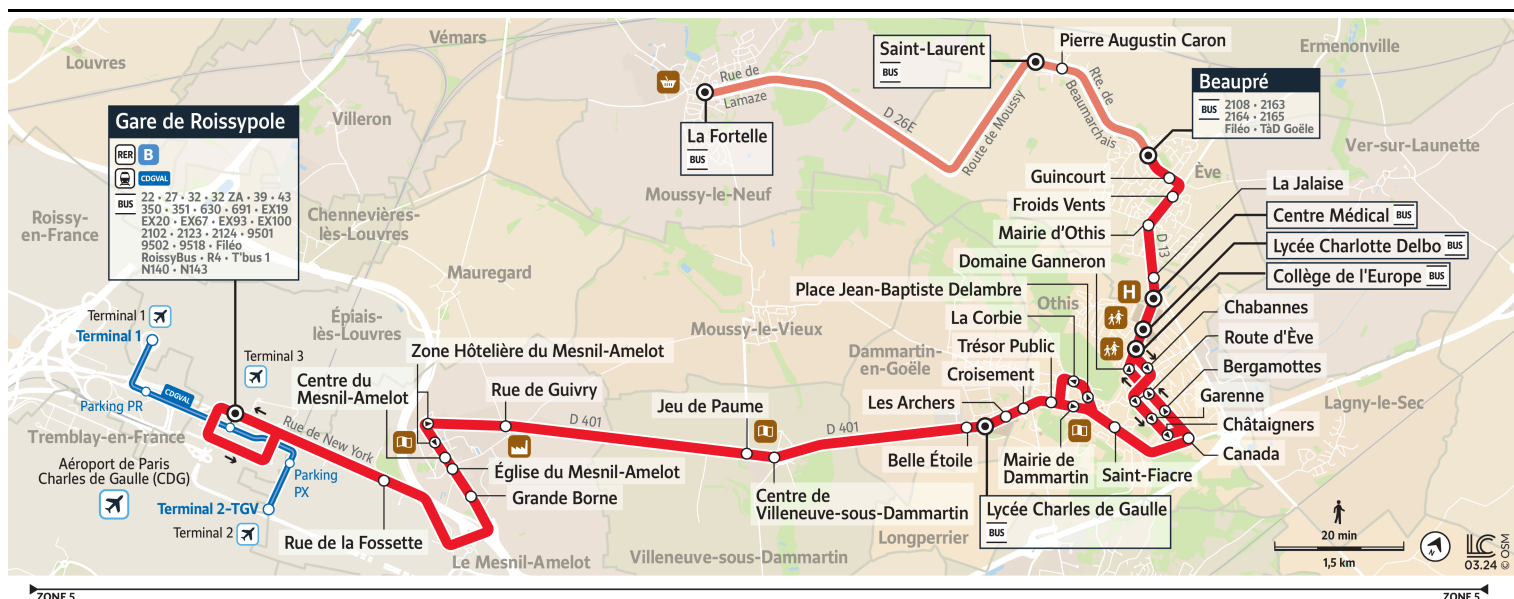 Louvres
Vémars
Saint-Laurent
BUS
Pierre Augustin Caron
Ermenonville
Rue de
Lamaze
D 26E
Route de Moussy
Rte. de
Beaumarchais
Beaupré
BUS
2108 • 2163
2164 • 2165
Filéo • TàD Goële
Gare de Roissypole
RER B
CDGVAL
BUS
22 • 27 • 32 • 32 ZA • 39 • 43
350 • 351 • 630 • 691 • EX19
EX20 • EX67 • EX93 • EX100
2102 • 2123 • 2124 • 9501
9502 • 9518 • Filéo
RoissyBus • R4 • T'bus 1
N140 • N143
Villeron
La Fortelle
BUS
Moussy-le-Neuf
Ver-sur-Launette
Ève
Guincourt
Froids Vents
Mairie d'Othis
D 13
La Jalaise
Centre Médical BUS
Lycée Charlotte Delbo BUS
Collège de l'Europe BUS
Roissy-
en-France
Chennevières-
lès-Louvres
Mauregard
Domaine Ganneron
Place Jean-Baptiste Delambre
H
Othis
La Corbie
Trésor Public
Croisement
Les Archers
Chabannes
Route d'Ève
Bergamottes
Garenne
Châtaigners
Canada
Lagny-le-Sec
Terminal 1
Terminal 1
Épiais-
lès-Louvres
Moussy-le-Vieux
Dammartin-
en-Goële
Terminal 3
Zone Hôtelière du Mesnil-Amelot
Centre du
Mesnil-Amelot
Rue de Guivry
D 401
Jeu de Paume
D 401
CDGVAL
Parking PR
Rue de New York
Tremblay-en-France
Aéroport de Paris
Charles de Gaulle (CDG)
Parking
PX
Terminal 2-TGV
Terminal 2
Rue de la Fossette
Église du Mesnil-Amelot
Grande Borne
Le Mesnil-Amelot
Centre de
Villeneuve-sous-Dammartin
Villeneuve-sous-Dammartin
Belle Étoile
Mairie de
Dammartin
Saint-Fiacre
Lycée Charles de Gaulle
BUS
Longperrier
20 min
1,5 km
N
LC
03.24
© OSM
ZONE 5
ZONE 5